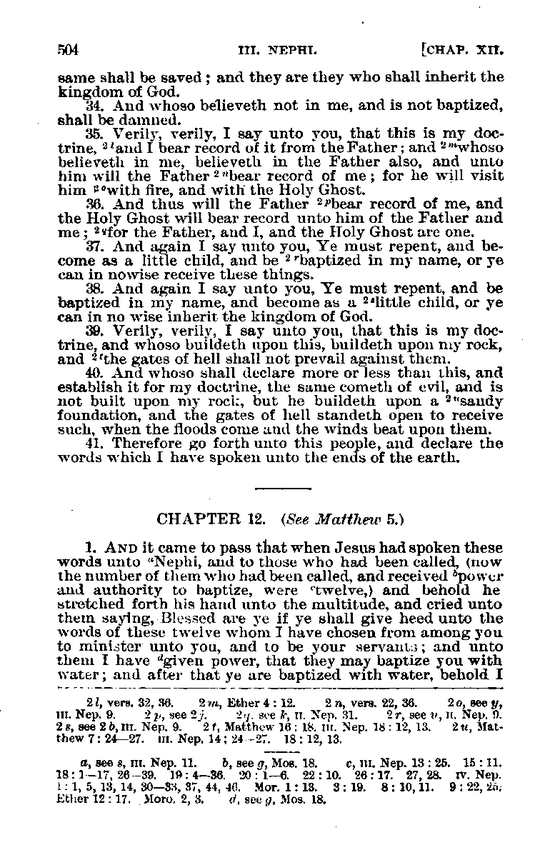 504 III. NEPHI. [CHAP. XII.
same shall be saved; and they are they who shall inherit the
kingdom of God.
34. And whoso believeth not in me, and is not baptized,
shall be damned.
35. Verily, verily, I say unto you, that this is my doc-
trine, 2l and I bear record of it from the Father; and 2m whoso
believeth in me, believeth in the Father also, and unto
him will the Father 2n bear record of me; for he will visit
him 2o with fire, and with the Holy Ghost.
36. And thus will the Father 2p bear record of me, and
the Holy Ghost will bear record unto him of the Father and
me; 2q for the Father, and I, and the Holy Ghost are one.
37. And again I say unto you, Ye must repent, and be-
come as a little child, and be 2r baptized in my name, or ye
can in nowise receive these things.
38. And again I say unto you, Ye must repent, and be
baptized in my name, and become as a 2s little child, or ye
can in no wise inherit the kingdom of God.
39. Verily, verily, I say unto you, that this is my doc-
trine, and whoso buildeth upon this, buildeth upon my rock,
and 2t the gates of hell shall not prevail against them.
40. And whoso shall declare more or less than this, and
establish it for my doctrine, the same cometh of evil, and is
not built upon my rock, but he buildeth upon a 2u sandy
foundation, and the gates of hell standeth open to receive
such, when the floods come and the winds beat upon them.
41. Therefore go forth unto this people, and declare the
words which I have spoken unto the ends of the earth.
CHAPTER 12. (See Matthew 5.)
1. AND it came to pass that when Jesus had spoken these
words unto a Nephi, and to those who had been called, (now
the number of them who had been called, and received b power
and authority to baptize, were c twelve,) and behold he
stretched forth his hand unto the multitude, and cried unto
them saying, Blessed are ye if ye shall give heed unto the
words of these twelve whom I have chosen from among you
to minister unto you, and to be your servants; and unto
them I have d given power, that they may baptize you with
water; and after that ye are baptized with water, behold I
2l, vers. 32, 36. 2m, Ether 4:12. 2n, vers. 22, 36. 2o, see y,
III. Nep. 9. 2p, see 2j. 2q, see k, II. Nep. 31. 2r, see u, II. Nep. 9.
2s, see 2b, III. Nep. 9. 2t, Matthew 16:18. III. Nep. 18:12, 13. 2u, Mat-
thew 7:24—27. III. Nep. 14:24—27. 18:12, 13.
a, see s, III. Nep. 11. b, see g, Mos. 18. c, III. Nep. 13:25. 15:11.
18:1—17, 26—39. 19:4—36. 20:1—6. 22:10. 26:17. 27, 28. IV. Nep.
1:1, 5, 13, 14, 30—33, 37, 44, 46. Mor. 1:13. 3:19. 8:10, 11. 9:22, 25.
Ether 12:17. Moro. 2, 3. d, see g, Mos. 18.